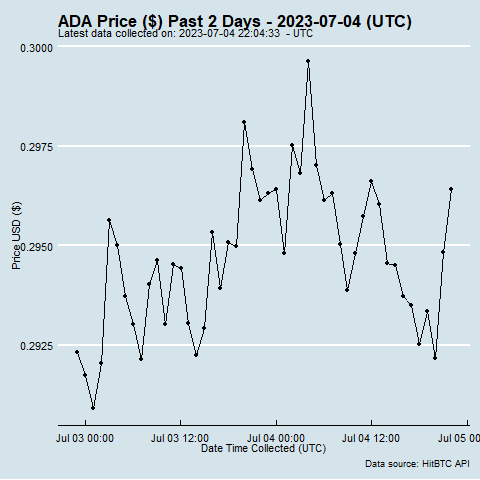 ADA Price ($) Past 2 Days - 2023-07-04 (UTC)
Latest data collected on: 2023-07-04 22:04:33 - UTC
0.3000
0.2975
0.2950
0.2925
Price USD ($)
Jul 03 00:00
Jul 03 12:00
Jul 04 00:00
Jul 04 12:00
Jul 05 00
Date Time Collected (UTC)
Data source: HitBTC API